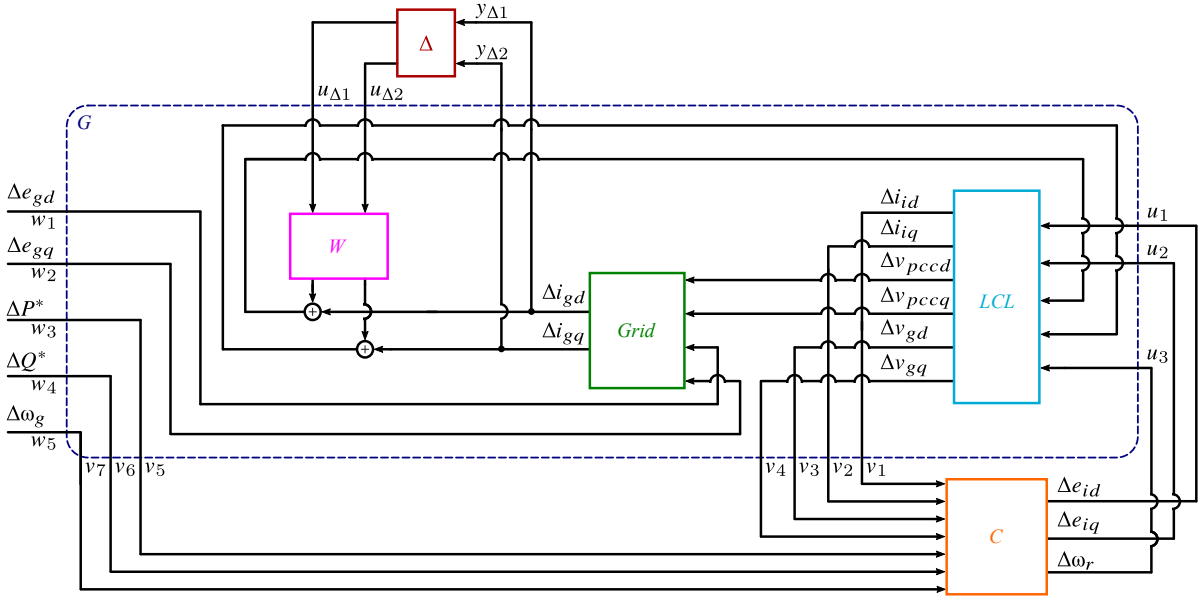 y_Δ1
Δ
y_Δ2
u_Δ1 u_Δ2
G
Δe_gd
w_1
Δe_gq
w_2
ΔP*
w_3
ΔQ*
w_4
Δω_g
w_5
W
+
+
Δi_gd
Δi_gq
Grid
Δi_id
Δi_iq
Δv_pccd
Δv_pccq
Δv_gd
Δv_gq
LCL
u_1
u_2
u_3
v_7 v_6 v_5
v_4 v_3 v_2 v_1
C
Δe_id
Δe_iq
Δω_r